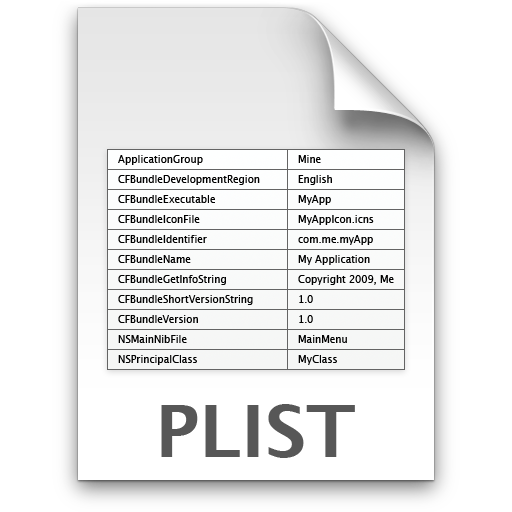 ApplicationGroup Mine
CFBundleDevelopmentRegion English
CFBundleExecutable MyApp
CFBundleIconFile MyAppIcon.icns
CFBundleIdentifier com.me.myApp
CFBundleName My Application
CFBundleGetInfoString Copyright 2009, Me
CFBundleShortVersionString 1.0
CFBundleVersion 1.0
NSMainNibFile MainMenu
NSPrincipalClass MyClass
PLIST